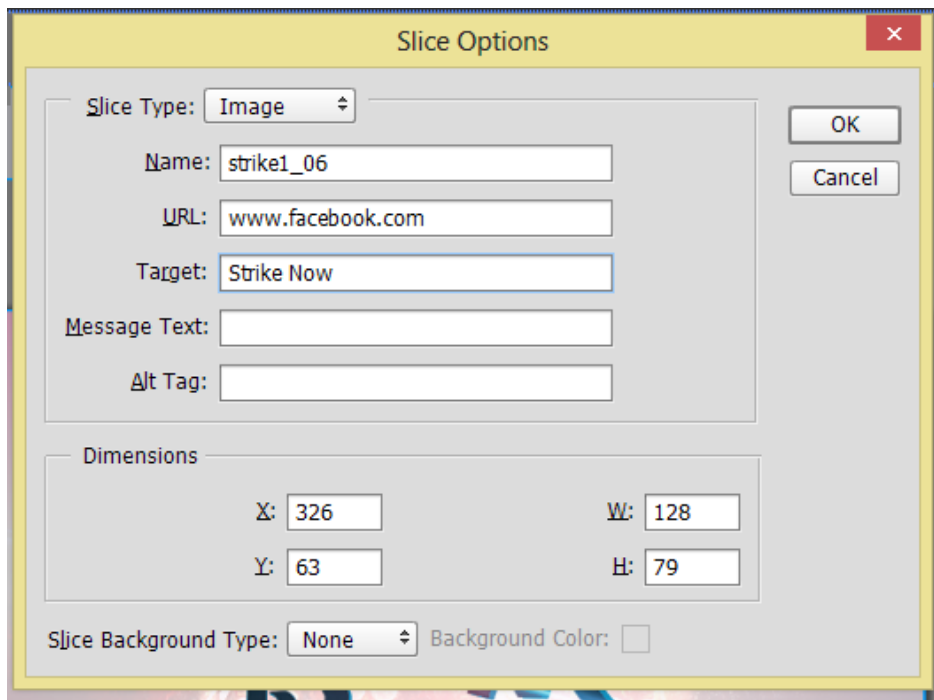 Slice Options
Slice Type: Image
OK
Name: strike1_06
Cancel
URL: www.facebook.com
Target: Strike Now
Message Text:
Alt Tag:
Dimensions
X: 326 W: 128
Y: 63 H: 79
Slice Background Type: None Background Color: